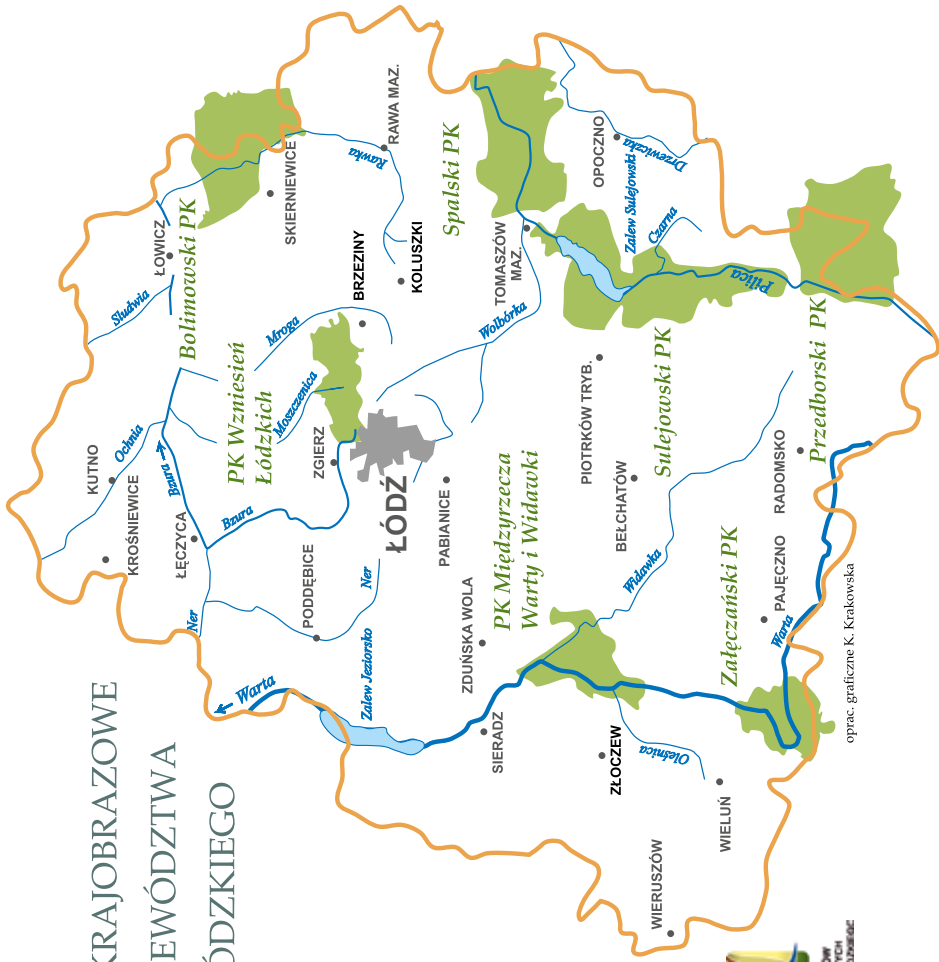 KRAJOBRAZOWE
EWÓDZTWA
ÓDZKIEGO
KUTNO
KROŚNIEWICE
ŁĘCZYCA
Ochnia
Bzura →
Bzura
Ner
Słudwia
ŁOWICZ
Bolimowski PK
SKIERNIEWICE
RAWA MAZ.
Rawka
PK Wzniesień
Łódzkich
Mroga
Moszczenica
BRZEZINY
KOLUSZKI
ZGIERZ
ŁÓDŹ
PABIANICE
PODDĘBICE
Ner
← Warta
Zalew Jeziorsko
ZDUŃSKA WOLA
SIERADZ
PK Międzyrzecza
Warty i Widawki
Spalski PK
TOMASZÓW
MAZ.
Wolbórka
OPOCZNO
Drzewiczka
Zalew Sulejowski
Czarna
Pilica
PIOTRKÓW TRYB.
Sulejowski PK
BEŁCHATÓW
Widawka
Przedborski PK
RADOMSKO
PAJĘCZNO
Załęczański PK
Warta
ZŁOCZEW
Oleśnica
WIELUŃ
WIERUSZÓW
oprac. graficzne K. Krakowska